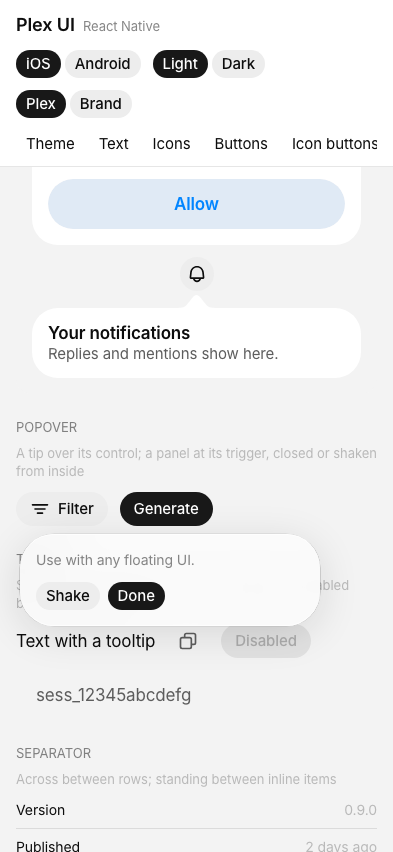 Plex UI React Native
iOS Android Light Dark
Plex Brand
Theme Text Icons Buttons Icon buttons
Allow
Your notifications
Replies and mentions show here.
POPOVER
A tip over its control; a panel at its trigger, closed or shaken
from inside
Filter Generate
Use with any floating UI.
Shake Done
Text with a tooltip Disabled
sess_12345abcdefg
SEPARATOR
Across between rows; standing between inline items
Version 0.9.0
Published 2 days ago